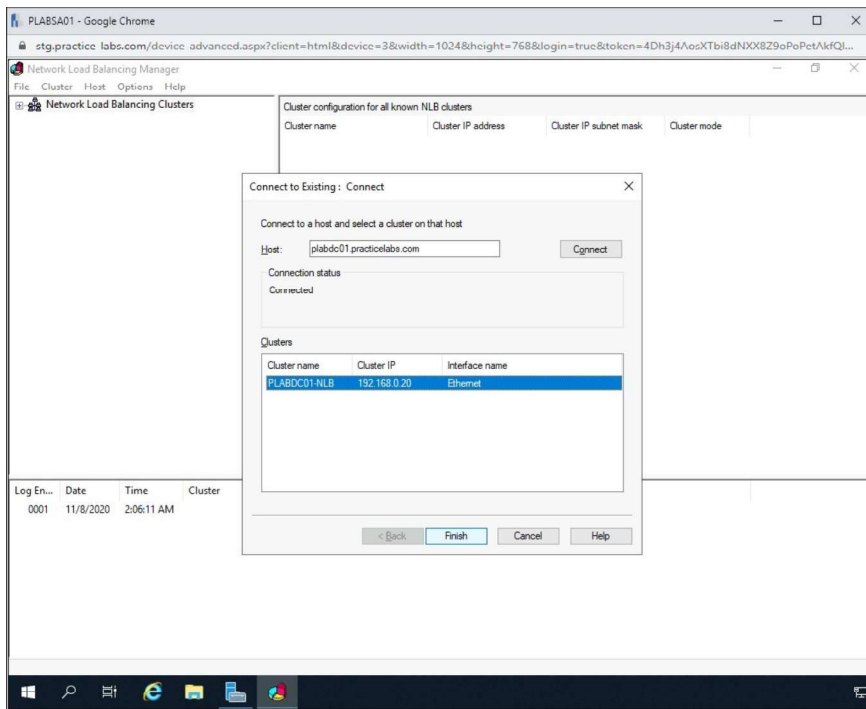 PLABSA01 - Google Chrome
stg.practice-labs.com/device-advanced.aspx?client=html&device=3&width=1024&height=768&login=true&token=
Network Load Balancing Manager
File Cluster Host Options Help
Network Load Balancing Clusters
Cluster configuration for all known NLB clusters
Cluster name Cluster IP address Cluster IP subnet mask Cluster mode
Connect to Existing : Connect
Connect to a host and select a cluster on that host
Host: plabdc01.practicelabs.com Connect
Connection status
Connected
Clusters
Cluster name Cluster IP Interface name
PLABDC01-NLB 192.168.0.20 Ethernet
Log En... Date Time Cluster
0001 11/8/2020 2:06:11 AM
< Back Finish Cancel Help